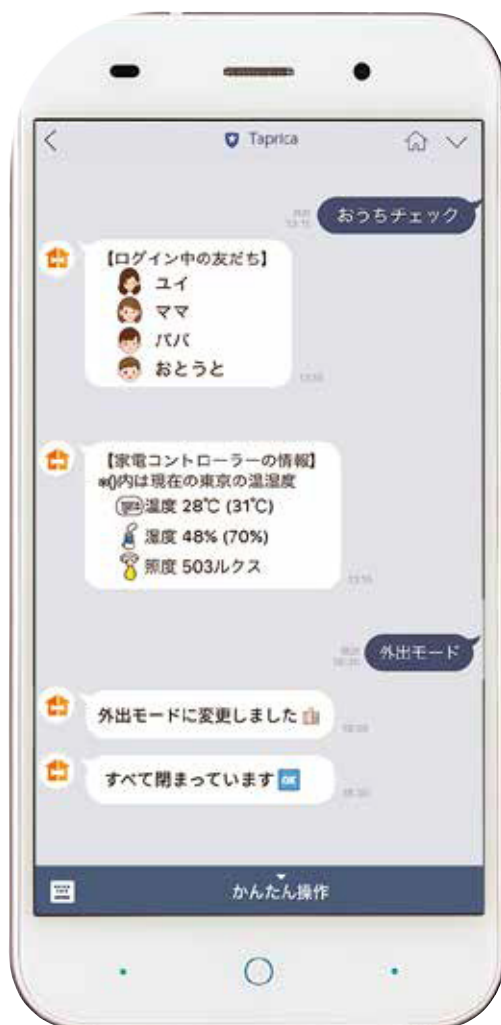 Taprica
おうちチェック
【ログイン中の友だち】
ユイ
ママ
パパ
おとうと
【家電コントローラーの情報】
※()内は現在の東京の温湿度
温度 28℃ (31℃)
湿度 48% (70%)
照度 503ルクス
外出モード
外出モードに変更しました
すべて閉まっています OK
かんたん操作